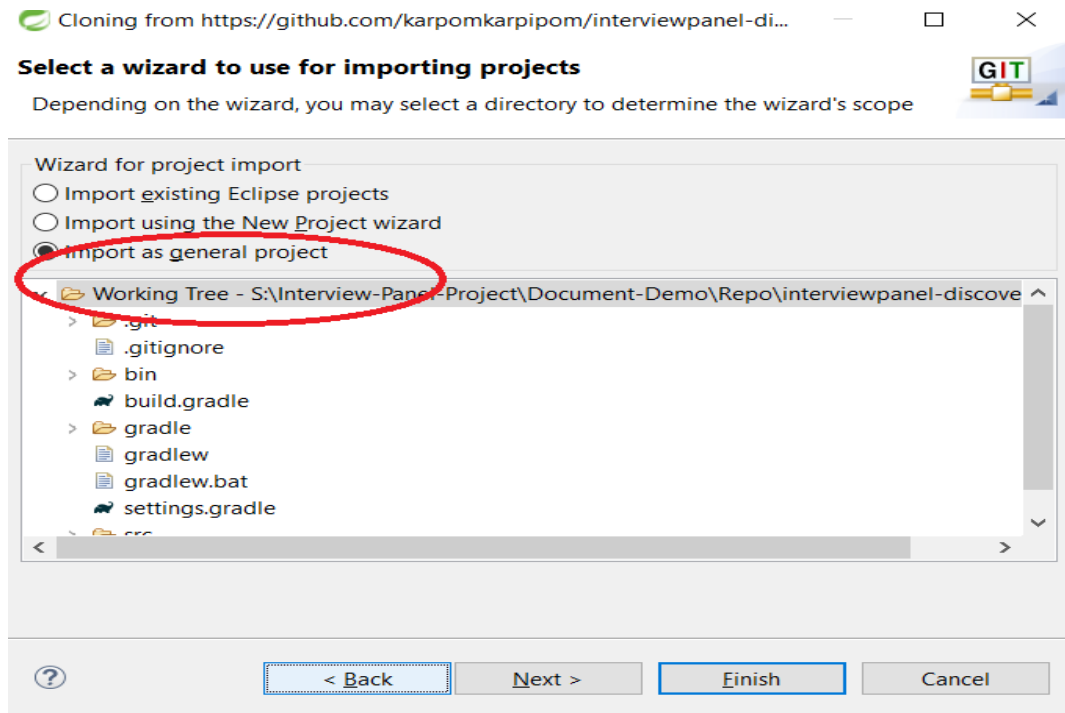 Cloning from https://github.com/karpomkarpipom/interviewpanel-di...
Select a wizard to use for importing projects
GIT
Depending on the wizard, you may select a directory to determine the wizard's scope
Wizard for project import
Import existing Eclipse projects
Import using the New Project wizard
Import as general project
Working Tree - S:\Interview-Panel-Project\Document-Demo\Repo\interviewpanel-discove
.git
.gitignore
bin
build.gradle
gradle
gradlew
gradlew.bat
settings.gradle
src
? < Back Next > Finish Cancel